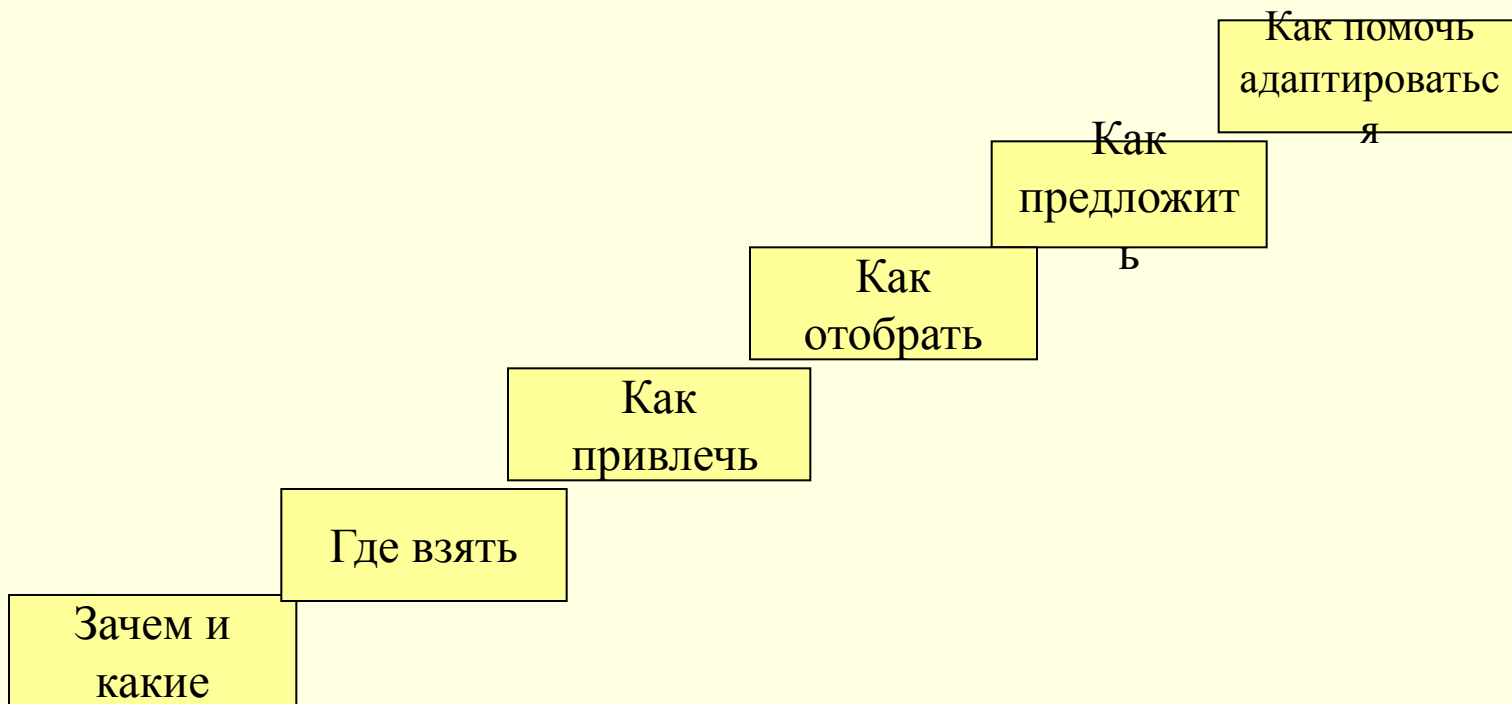 Как помочь
адаптироватьс
я
Как
предложит
ь
Как
отобрать
Как
привлечь
Где взять
Зачем и
какие